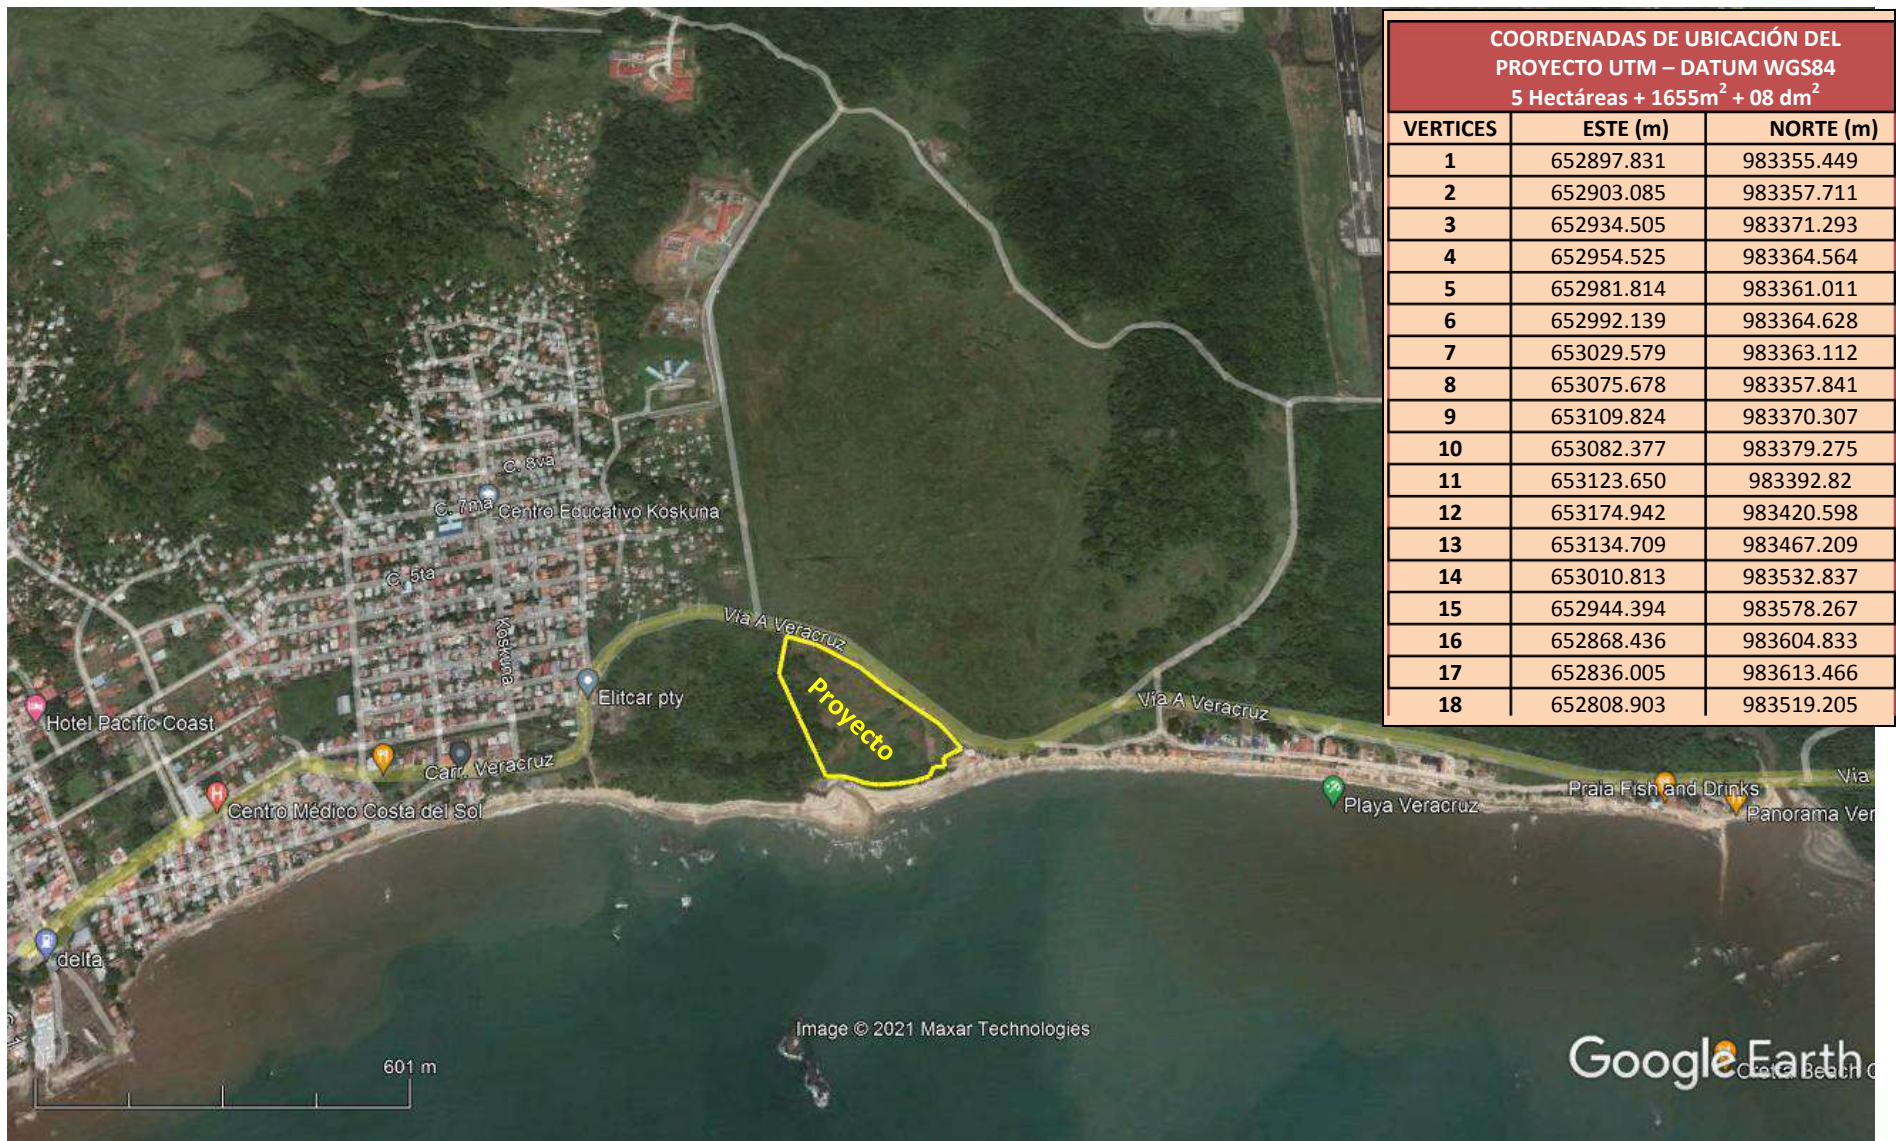 COORDENADAS DE UBICACIÓN DEL
PROYECTO UTM – DATUM WGS84
5 Hectáreas + 1655m² + 08 dm²
VERTICES ESTE (m) NORTE (m)
1 652897.831 983355.449
2 652903.085 983357.711
3 652934.505 983371.293
4 652954.525 983364.564
5 652981.814 983361.011
6 652992.139 983364.628
7 653029.579 983363.112
8 653075.678 983357.841
9 653109.824 983370.307
10 653082.377 983379.275
11 653123.650 983392.82
12 653174.942 983420.598
13 653134.709 983467.209
14 653010.813 983532.837
15 652944.394 983578.267
16 652868.436 983604.833
17 652836.005 983613.466
18 652808.903 983519.205
C. 8va
C. 7ma
Centro Educativo Koskuna
C. 5ta
Koskuna
Vía A Veracruz
Proyecto
Elitcar pty
Hotel Pacific Coast
Vía A Veracruz
Carr. Veracruz
Vía
Centro Médico Costa del Sol
Playa Veracruz
Praia Fish and Drinks
Panorama Ver
delta
Image © 2021 Maxar Technologies
601 m
Google Earth
Beach C